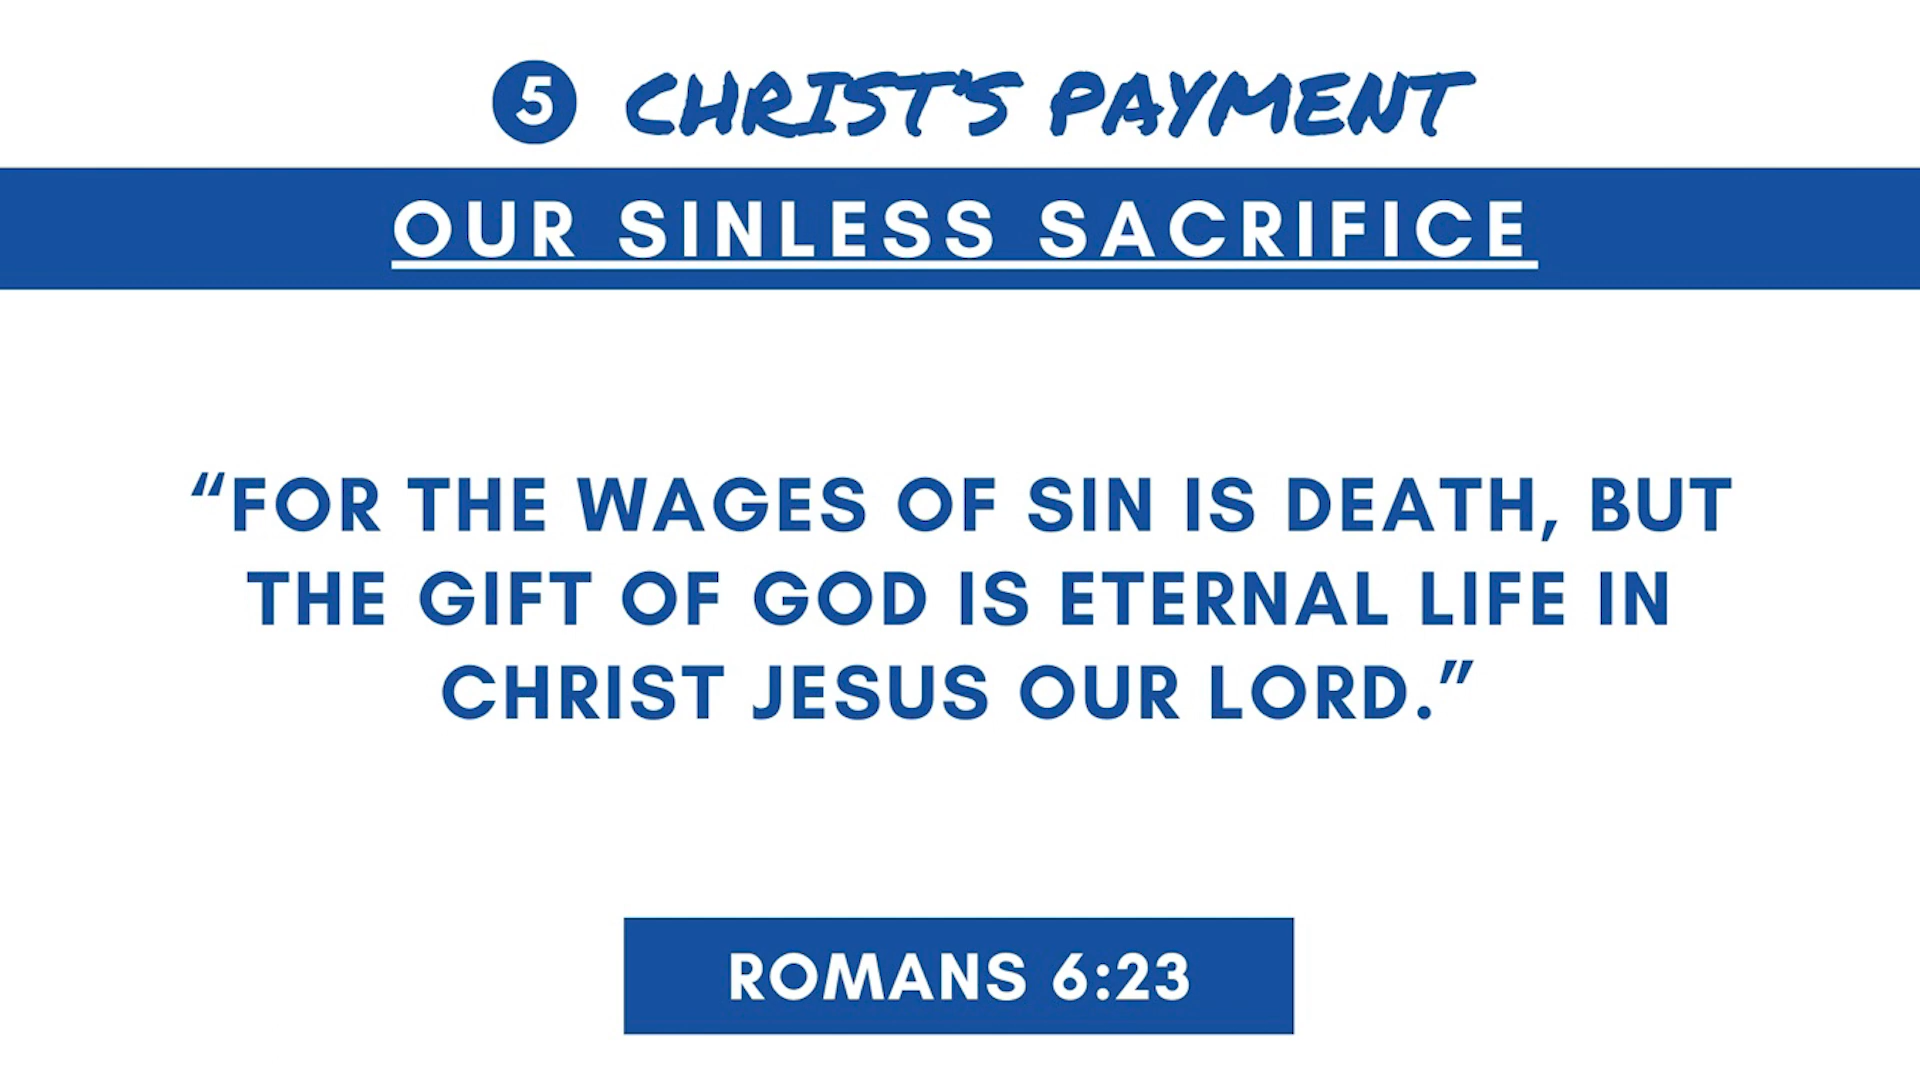 5 CHRIST'S PAYMENT
OUR SINLESS SACRIFICE
“FOR THE WAGES OF SIN IS DEATH, BUT
THE GIFT OF GOD IS ETERNAL LIFE IN
CHRIST JESUS OUR LORD.”
ROMANS 6:23